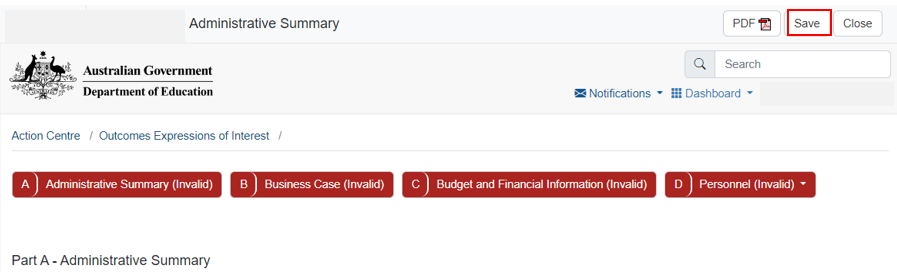 Administrative Summary PDF Save Close
Australian Government
Department of Education
Search
Notifications Dashboard
Action Centre / Outcomes Expressions of Interest /
A Administrative Summary (Invalid) B Business Case (Invalid) C Budget and Financial Information (Invalid) D Personnel (Invalid)
Part A - Administrative Summary